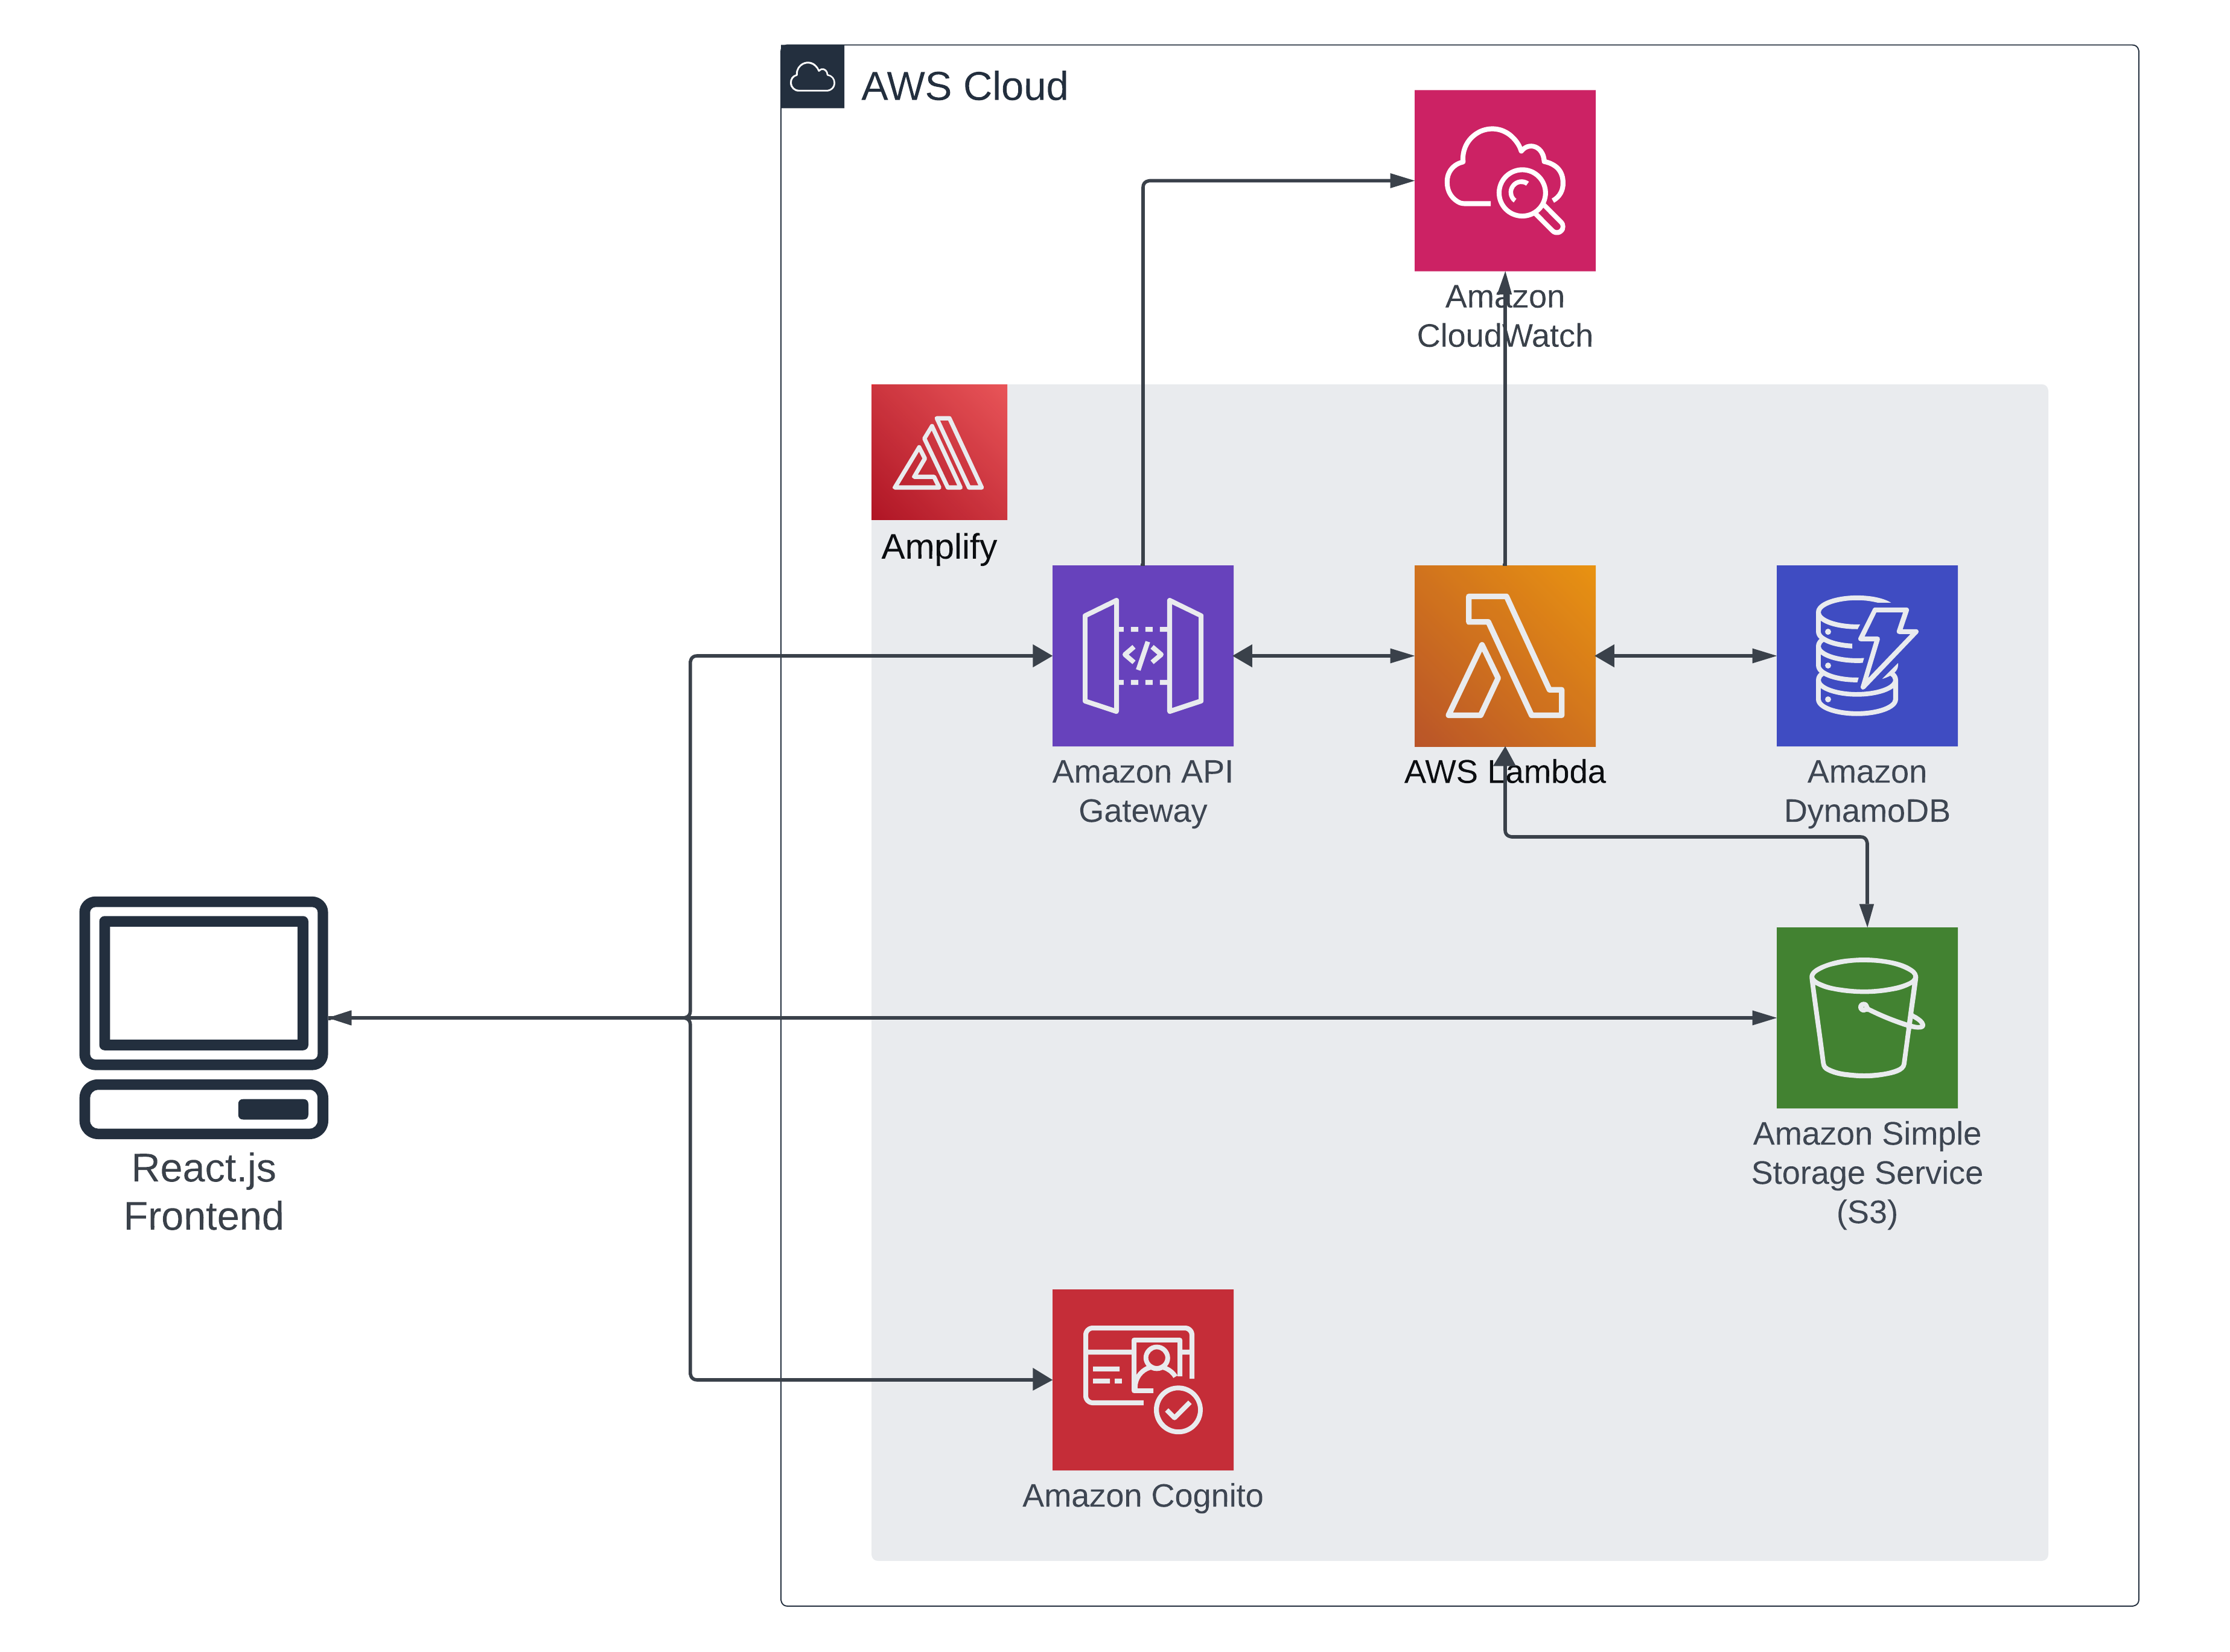 AWS Cloud
Amazon
CloudWatch
Amplify
Amazon API
Gateway
AWS Lambda
Amazon
DynamoDB
React.js
Frontend
Amazon Simple
Storage Service
(S3)
Amazon Cognito